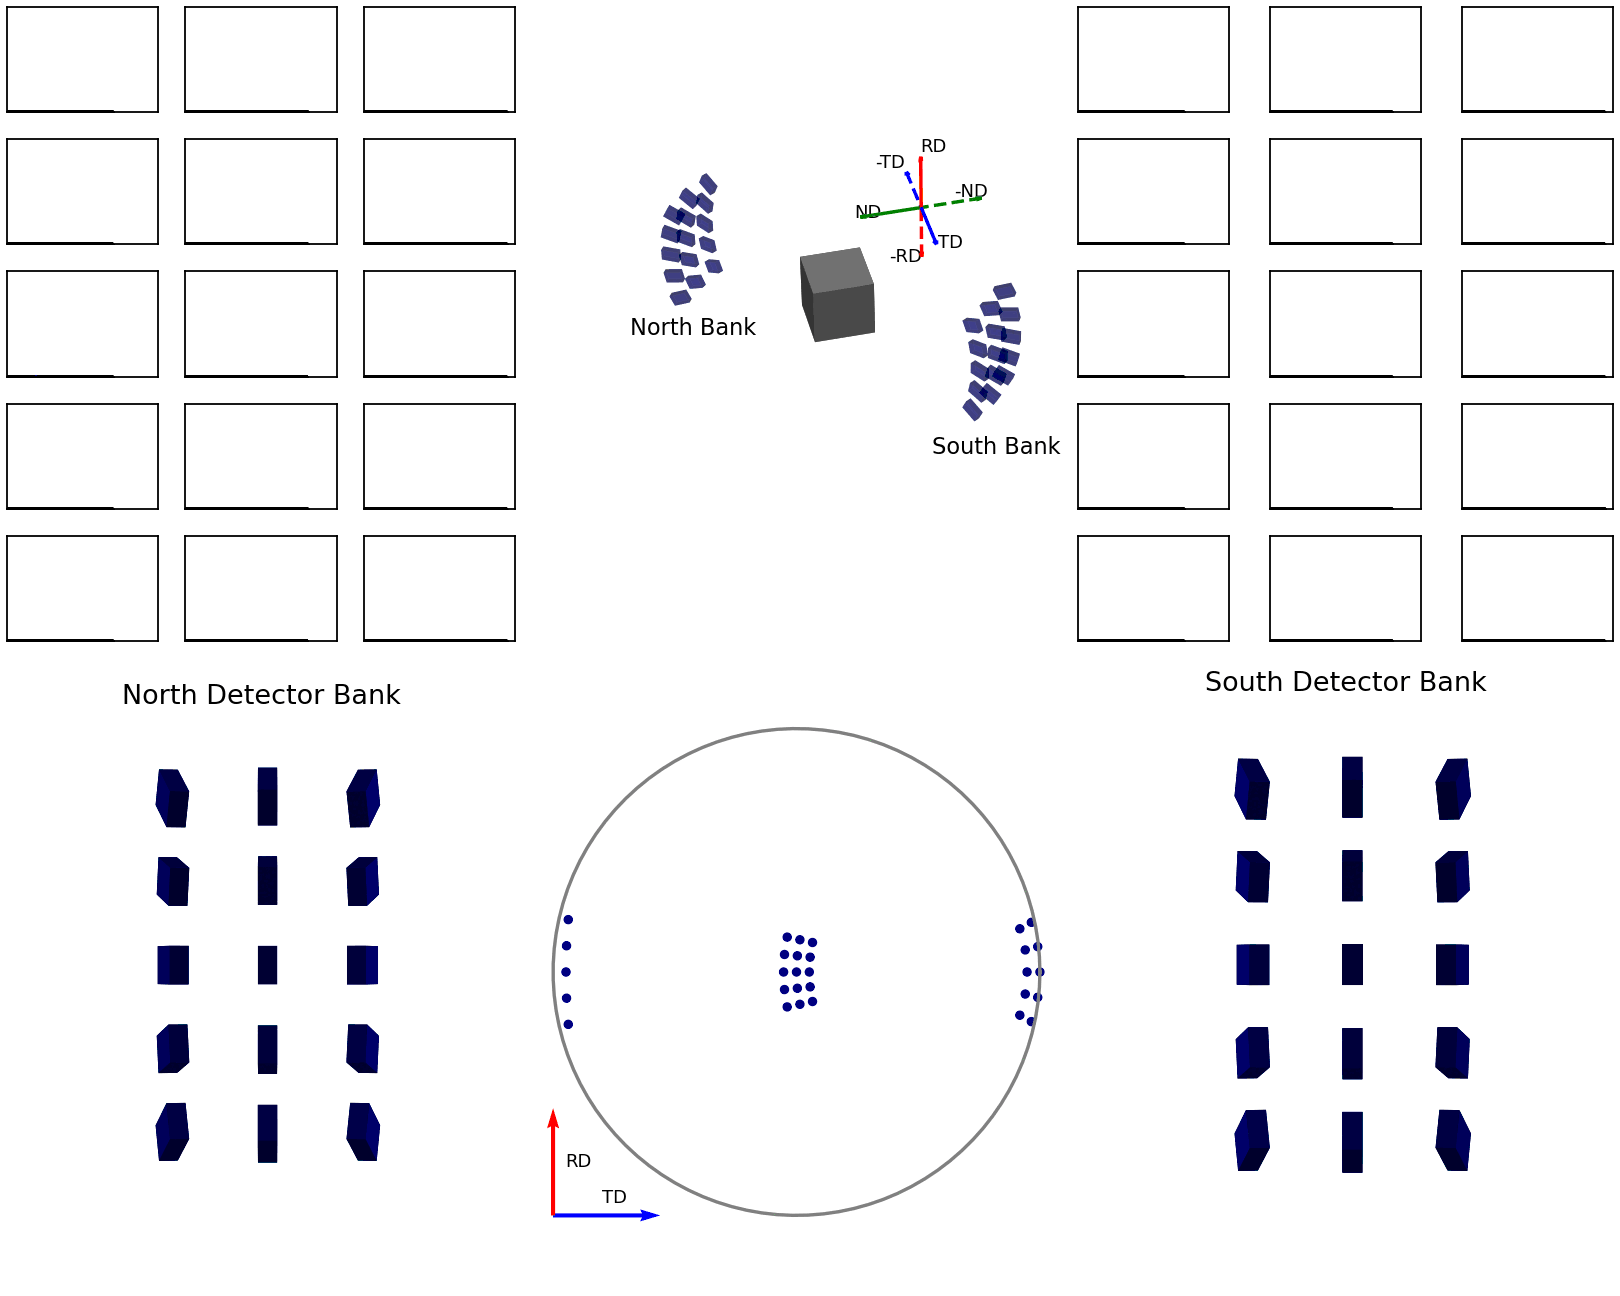 RD
-TD
-ND
ND
TD
-RD
North Bank
South Bank
North Detector Bank
South Detector Bank
RD
TD